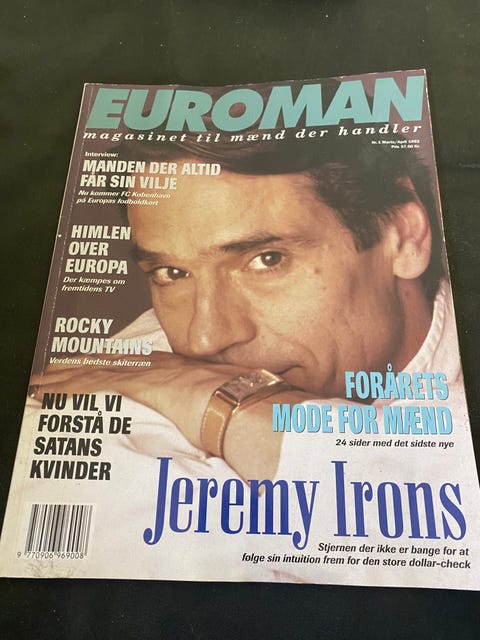 EUROMAN
magasinet til mænd der handler
Nr. 1 Marts/April 1992
Pris 37.50 Kr.
Interview:
MANDEN DER ALTID
FÅR SIN VILJE
Nu kommer FC København
på Europas fodboldkort
HIMLEN
OVER
EUROPA
Der kæmpes om
fremtidens TV
ROCKY
MOUNTAINS
Verdens bedste skiterræn
NU VIL VI
FORSTÅ DE
SATANS
KVINDER
FORÅRETS
MODE FOR MÆND
24 sider med det sidste nye
Jeremy Irons
Stjernen der ikke er bange for at
følge sin intuition frem for den store dollar-check
9 770906 969008